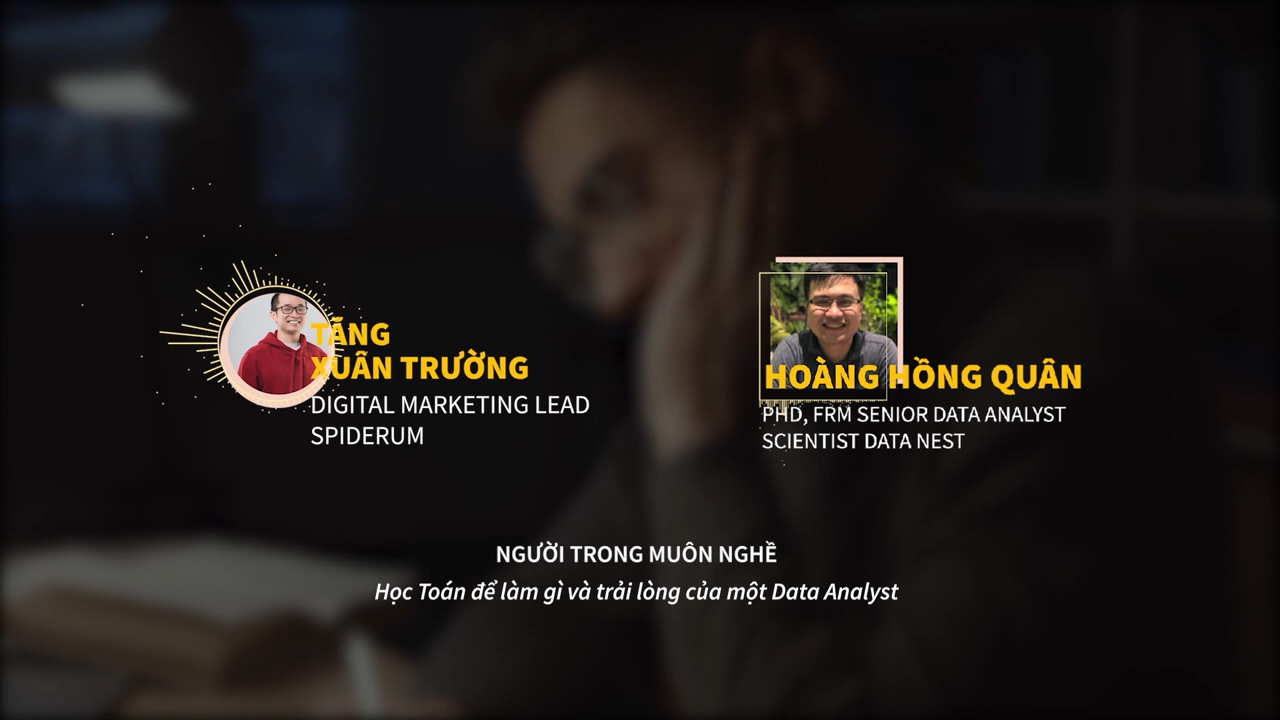 TĂNG
XUÂN TRƯỜNG
DIGITAL MARKETING LEAD
SPIDERUM
HOÀNG HỒNG QUÂN
PHD, FRM SENIOR DATA ANALYST
SCIENTIST DATA NEST
NGƯỜI TRONG MUÔN NGHỀ
Học Toán để làm gì và trải lòng của một Data Analyst